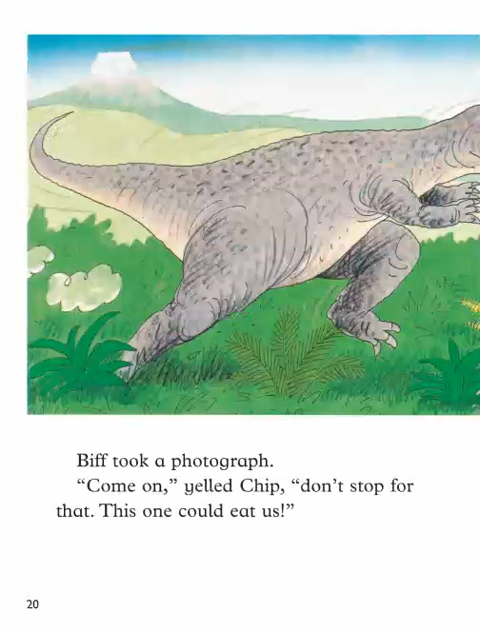 Biff took a photograph.
“Come on,” yelled Chip, “don’t stop for
that. This one could eat us!”
20